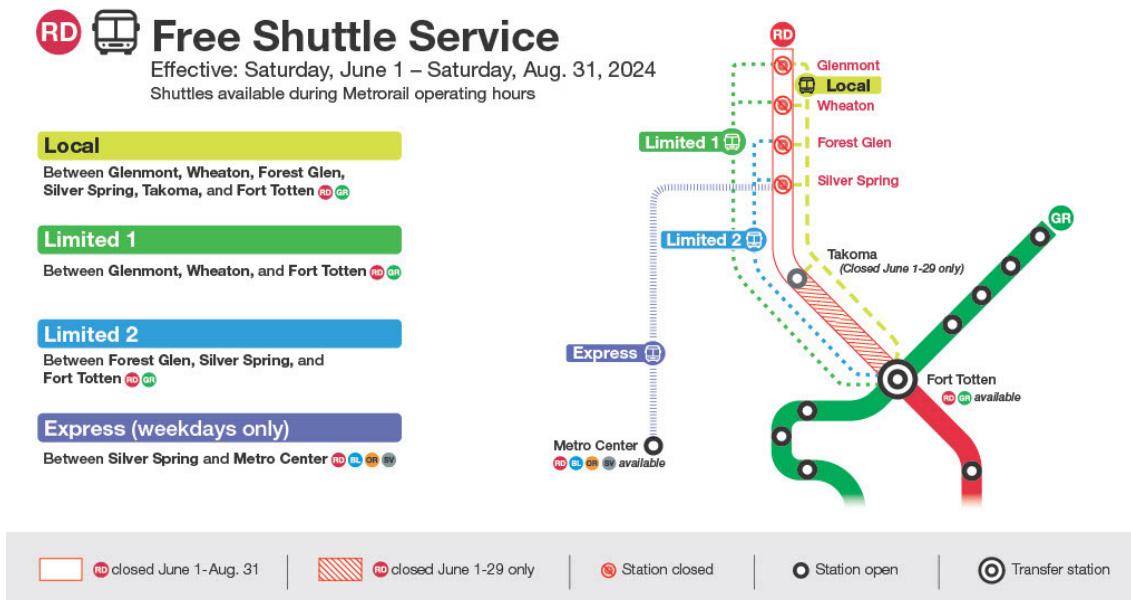 RD Free Shuttle Service
Effective: Saturday, June 1 – Saturday, Aug. 31, 2024
Shuttles available during Metrorail operating hours
Local
Between Glenmont, Wheaton, Forest Glen,
Silver Spring, Takoma, and Fort Totten RD GR
Limited 1
Between Glenmont, Wheaton, and Fort Totten RD GR
Limited 2
Between Forest Glen, Silver Spring, and
Fort Totten RD GR
Express (weekdays only)
Between Silver Spring and Metro Center RD BL OR SV
RD
Glenmont
Local
Wheaton
Limited 1
Forest Glen
Silver Spring
GR
Limited 2
Takoma
(Closed June 1-29 only)
Express
Fort Totten
RD GR available
Metro Center
RD BL OR SV available
RD closed June 1-Aug. 31
RD closed June 1-29 only
Station closed
Station open
Transfer station